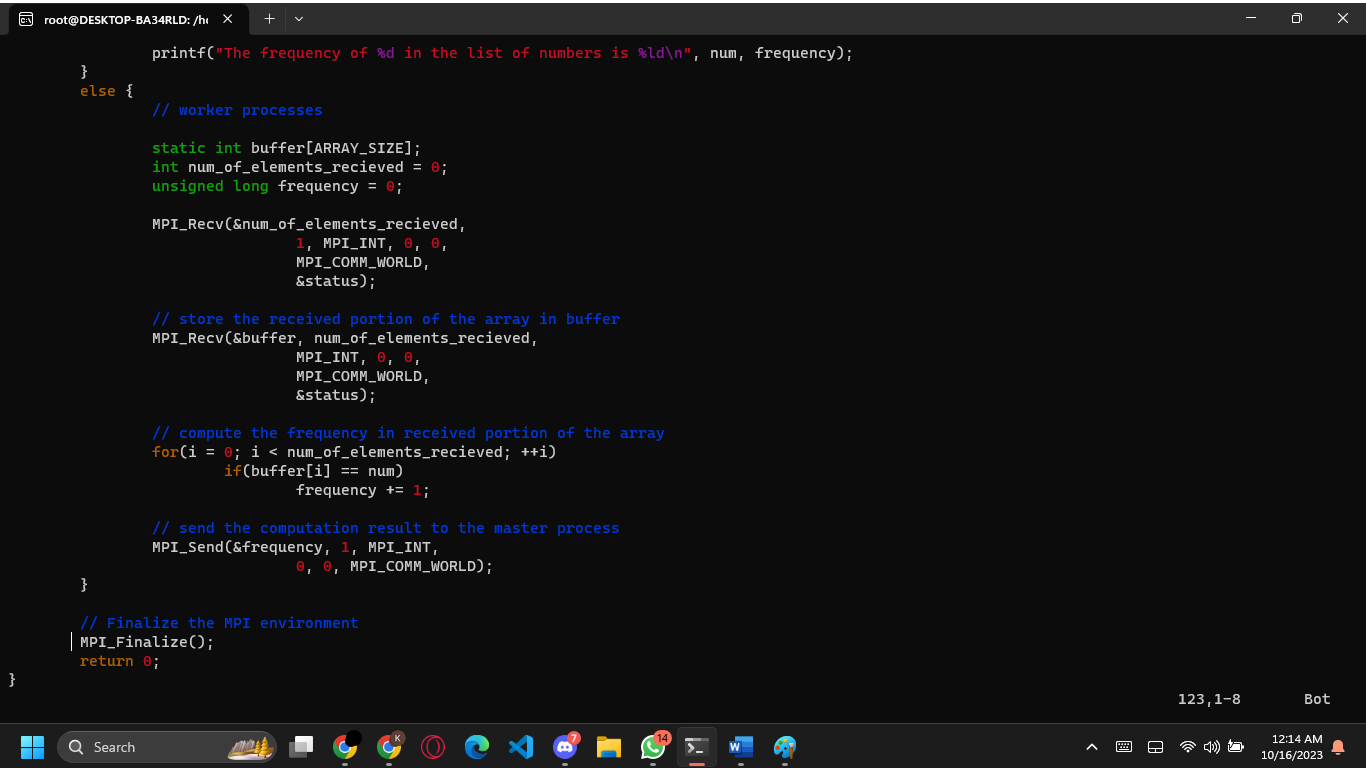 root@DESKTOP-BA34RLD: /h
printf("The frequency of %d in the list of numbers is %ld\n", num, frequency);
}
else {
// worker processes
static int buffer[ARRAY_SIZE];
int num_of_elements_recieved = 0;
unsigned long frequency = 0;
MPI_Recv(&num_of_elements_recieved,
1, MPI_INT, 0, 0,
MPI_COMM_WORLD,
&status);
// store the received portion of the array in buffer
MPI_Recv(&buffer, num_of_elements_recieved,
MPI_INT, 0, 0,
MPI_COMM_WORLD,
&status);
// compute the frequency in received portion of the array
for(i = 0; i < num_of_elements_recieved; ++i)
if(buffer[i] == num)
frequency += 1;
// send the computation result to the master process
MPI_Send(&frequency, 1, MPI_INT,
0, 0, MPI_COMM_WORLD);
}
// Finalize the MPI environment
MPI_Finalize();
return 0;
}
123,1-8 Bot
Search
K
7
14
12:14 AM
10/16/2023